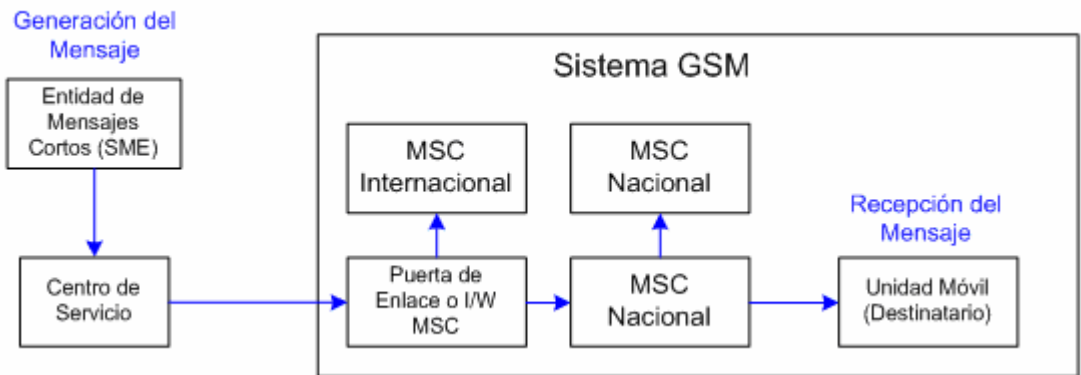 Generación del
Mensaje
Entidad de
Mensajes
Cortos (SME)
Centro de
Servicio
Sistema GSM
MSC
Internacional
MSC
Nacional
Puerta de
Enlace o I/W
MSC
MSC
Nacional
Recepción del
Mensaje
Unidad Móvil
(Destinatario)